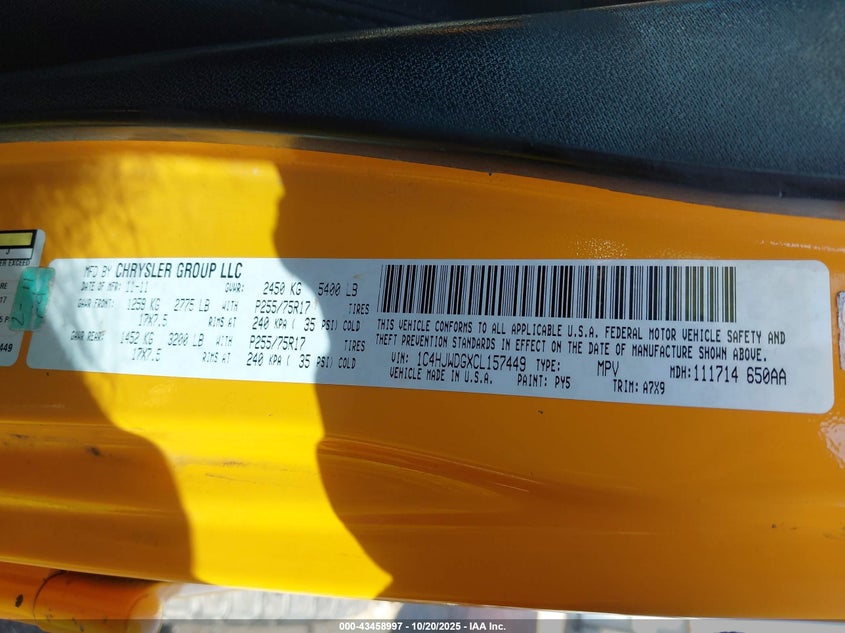 MFD BY CHRYSLER GROUP LLC
DATE OF MFR: 11-11 GVWR: 2450 KG 5400 LB
GAWR FRONT: 1259 KG 2775 LB WITH P255/75R17 TIRES
17X7.5 RIMS AT 240 KPA ( 35 PSI) COLD
GAWR REAR: 1452 KG 3200 LB WITH P255/75R17 TIRES
17X7.5 RIMS AT 240 KPA ( 35 PSI) COLD
THIS VEHICLE CONFORMS TO ALL APPLICABLE U.S.A. FEDERAL MOTOR VEHICLE SAFETY AND
THEFT PREVENTION STANDARDS IN EFFECT ON THE DATE OF MANUFACTURE SHOWN ABOVE.
VIN: 1C4HJWDGXCL157449 TYPE: MPV MDH:111714 650AA
VEHICLE MADE IN U.S.A. PAINT: PY5 TRIM: A7X9
EXCEED
17
449
000-43458997 - 10/20/2025 - IAA Inc.